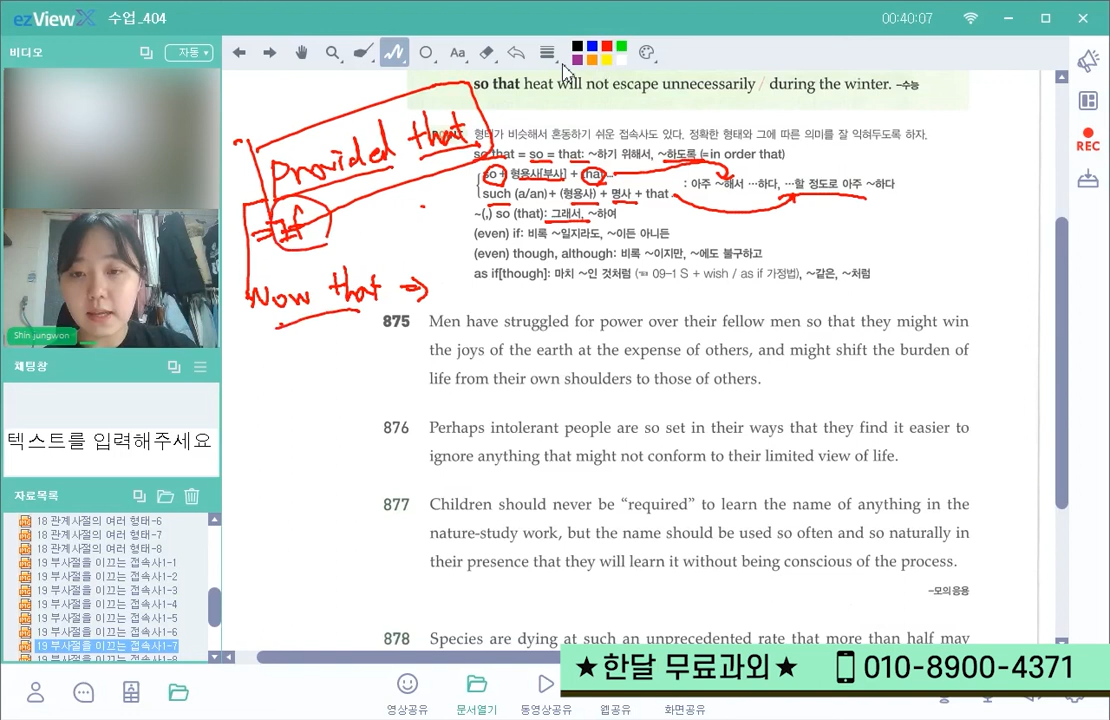 ezViewX 수업_404
00:40:07
비디오
자동
Aa
REC
so that heat will not escape unnecessarily / during the winter. –수능
형태가 비슷해서 혼동하기 쉬운 접속사도 있다. 정확한 형태와 그에 따른 의미를 잘 익혀두도록 하자.
so that = so = that: ~하기 위해서, ~하도록 (=in order that)
so + 형용사[부사] + that…
such (a/an)+ (형용사) + 명사 + that
: 아주 ~해서 …하다, …할 정도로 아주 ~하다
~(,) so (that): 그래서, ~하여
(even) if: 비록 ~일지라도, ~이든 아니든
(even) though, although: 비록 ~이지만, ~에도 불구하고
as if[though]: 마치 ~인 것처럼 (☜ 09–1 S + wish / as if 가정법), ~같은, ~처럼
provided that
= if
Now that →
875 Men have struggled for power over their fellow men so that they might win
the joys of the earth at the expense of others, and might shift the burden of
life from their own shoulders to those of others.
876 Perhaps intolerant people are so set in their ways that they find it easier to
ignore anything that might not conform to their limited view of life.
877 Children should never be “required” to learn the name of anything in the
nature-study work, but the name should be used so often and so naturally in
their presence that they will learn it without being conscious of the process.
–모의응용
878 Species are dying at such an unprecedented rate that more than half may
Shin jungwon
채팅창
텍스트를 입력해주세요
자료목록
18 관계사절의 여러 형태-6
18 관계사절의 여러 형태-7
18 관계사절의 여러 형태-8
19 부사절을 이끄는 접속사1-1
19 부사절을 이끄는 접속사1-2
19 부사절을 이끄는 접속사1-3
19 부사절을 이끄는 접속사1-4
19 부사절을 이끄는 접속사1-5
19 부사절을 이끄는 접속사1-6
19 부사절을 이끄는 접속사1-7
★한달 무료과외★ 010-8900-4371
영상공유
문서열기
동영상공유
웹공유
화면공유